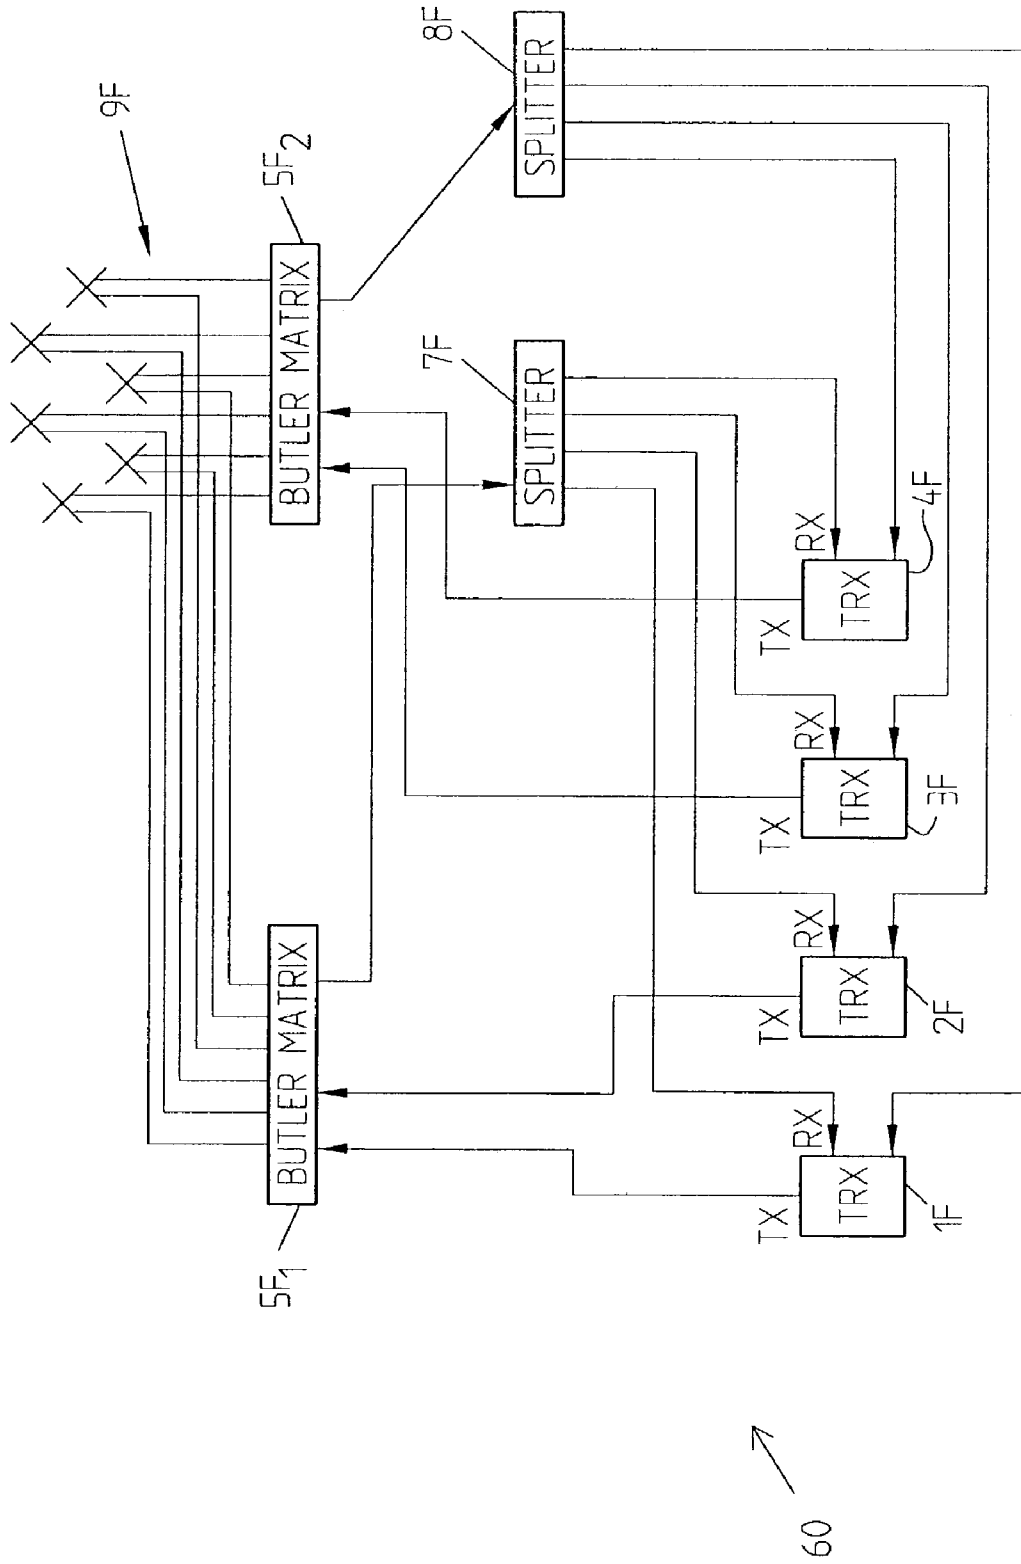 9F
5F2
BUTLER MATRIX
8F
SPLITTER
7F
SPLITTER
5F1
BUTLER MATRIX
TX
RX
TRX
4F
TX
RX
TRX
3F
TX
RX
TRX
2F
TX
RX
TRX
1F
60